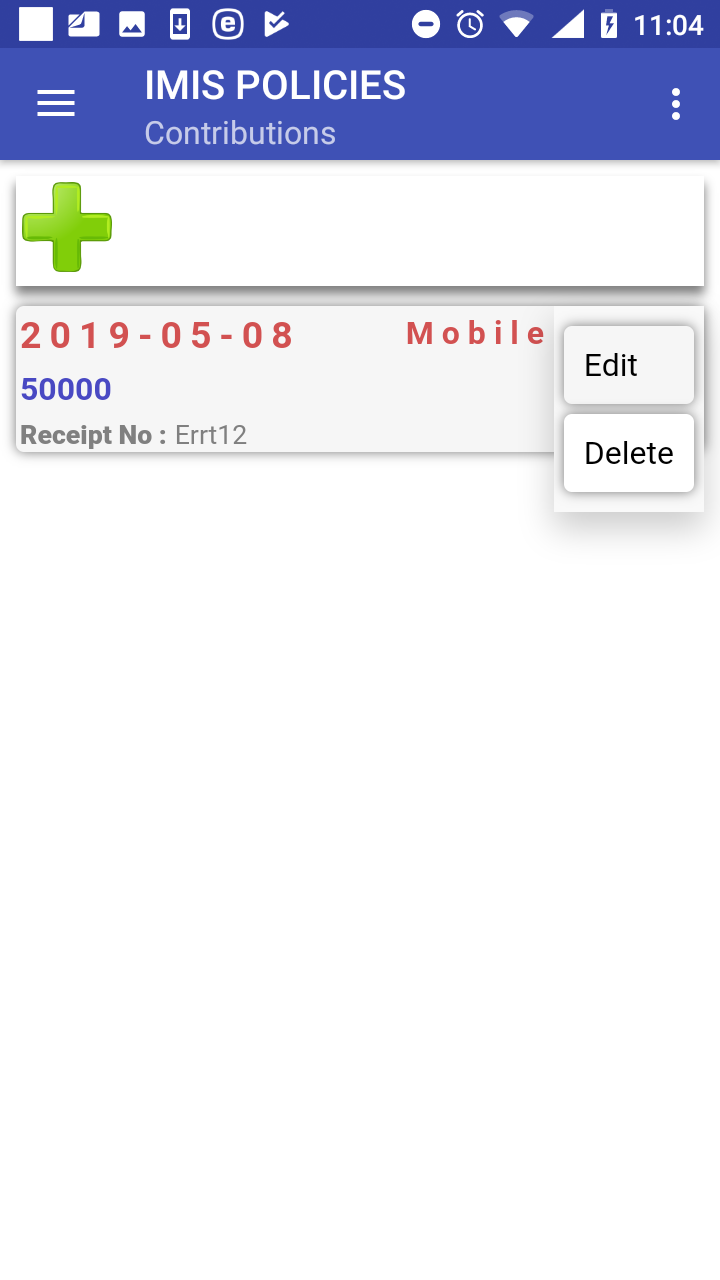 11:04
IMIS POLICIES
Contributions
2019-05-08 Mobile
Edit
50000
Receipt No : Errt12
Delete